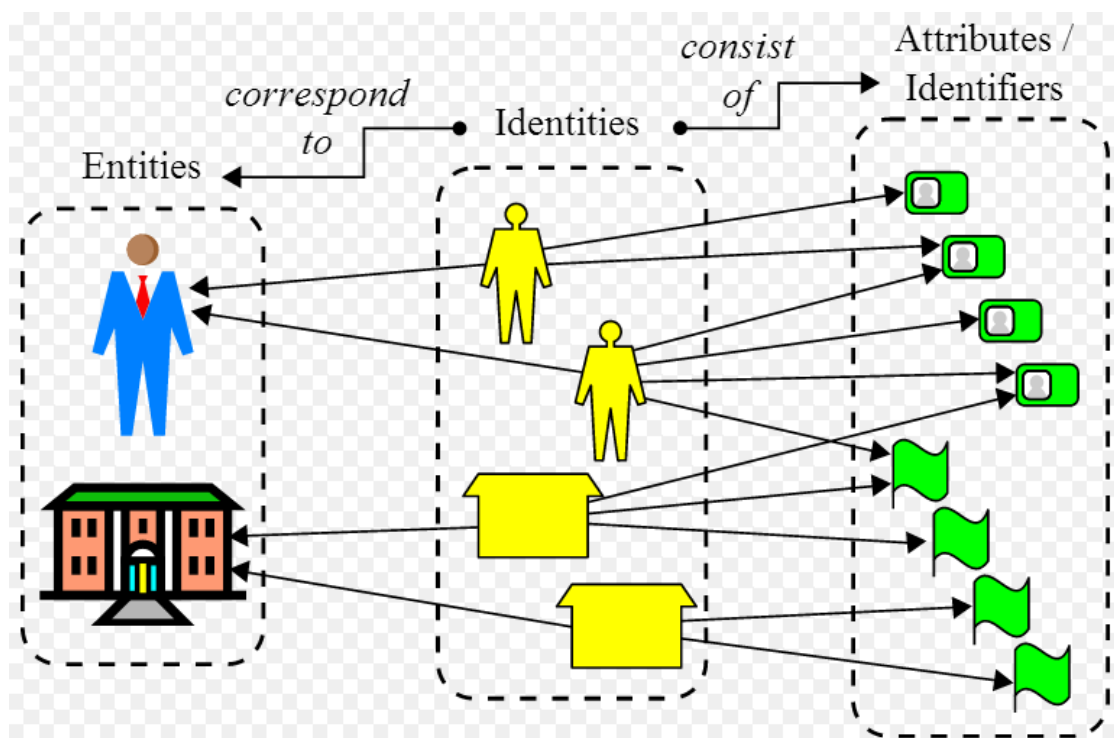 Entities
correspond
to
Identities
consist
of
Attributes /
Identifiers